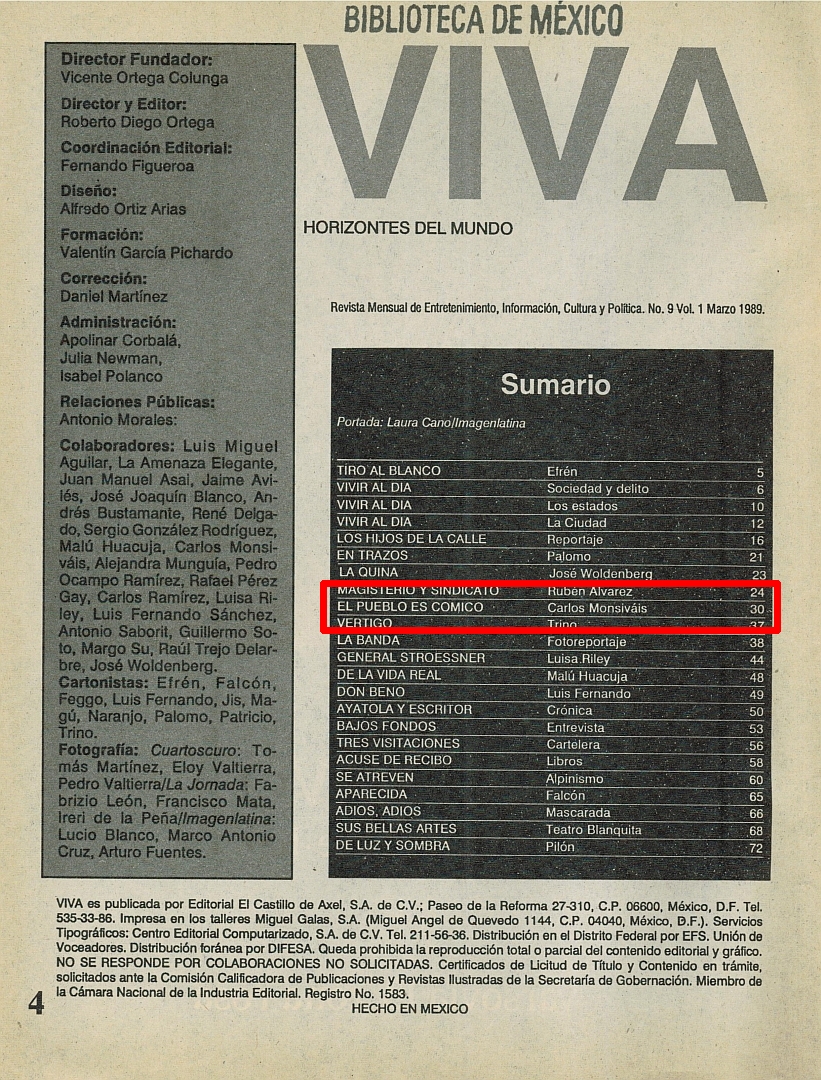 BIBLIOTECA DE MÉXICO
VIVA
HORIZONTES DEL MUNDO
Director Fundador:
Vicente Ortega Colunga
Director y Editor:
Roberto Diego Ortega
Coordinación Editorial:
Fernando Figueroa
Diseño:
Alfredo Ortiz Arias
Formación:
Valentín García Pichardo
Corrección:
Daniel Martínez
Administración:
Apolinar Corbalá,
Julia Newman,
Isabel Polanco
Relaciones Públicas:
Antonio Morales:
Colaboradores: Luis Miguel
Aguilar, La Amenaza Elegante,
Juan Manuel Asai, Jaime Avi-
lés, José Joaquín Blanco, An-
drés Bustamante, René Delga-
do, Sergio González Rodríguez,
Malú Huacuja, Carlos Monsi-
váis, Alejandra Munguía, Pedro
Ocampo Ramírez, Rafael Pérez
Gay, Carlos Ramírez, Luisa Ri-
ley, Luis Fernando Sánchez,
Antonio Saborit, Guillermo So-
to, Margo Su, Raúl Trejo Delar-
bre, José Woldenberg.
Cartonistas: Efrén, Falcón,
Feggo, Luis Fernando, Jis, Ma-
gú, Naranjo, Palomo, Patricio,
Trino.
Fotografía: Cuartoscuro: To-
más Martínez, Eloy Valtierra,
Pedro Valtierra/La Jornada: Fa-
brizio León, Francisco Mata,
Ireri de la Peña/Imagenlatina:
Lucio Blanco, Marco Antonio
Cruz, Arturo Fuentes.
Revista Mensual de Entretenimiento, Información, Cultura y Política. No. 9 Vol. 1 Marzo 1989.
Sumario
Portada: Laura Cano/Imagenlatina
TIRO AL BLANCO Efrén 5
VIVIR AL DIA Sociedad y delito 6
VIVIR AL DIA Los estados 10
VIVIR AL DIA La Ciudad 12
LOS HIJOS DE LA CALLE Reportaje 16
EN TRAZOS Palomo 21
LA QUINA José Woldenberg 23
MAGISTERIO Y SINDICATO Rubén Alvarez 24
EL PUEBLO ES COMICO Carlos Monsiváis 30
VERTIGO Trino 37
LA BANDA Fotoreportaje 38
GENERAL STROESSNER Luisa Riley 44
DE LA VIDA REAL Malú Huacuja 48
DON BENO Luis Fernando 49
AYATOLA Y ESCRITOR Crónica 50
BAJOS FONDOS Entrevista 53
TRES VISITACIONES Cartelera 56
ACUSE DE RECIBO Libros 58
SE ATREVEN Alpinismo 60
APARECIDA Falcón 65
ADIOS, ADIOS Mascarada 66
SUS BELLAS ARTES Teatro Blanquita 68
DE LUZ Y SOMBRA Pilón 72
VIVA es publicada por Editorial El Castillo de Axel, S.A. de C.V.; Paseo de la Reforma 27-310, C.P. 06600, México, D.F. Tel.
535-33-86. Impresa en los talleres Miguel Galas, S.A. (Miguel Angel de Quevedo 1144, C.P. 04040, México, D.F.). Servicios
Tipográficos: Centro Editorial Computarizado, S.A. de C.V. Tel. 211-56-36. Distribución en el Distrito Federal por EFS. Unión de
Voceadores. Distribución foránea por DIFESA. Queda prohibida la reproducción total o parcial del contenido editorial y gráfico.
NO SE RESPONDE POR COLABORACIONES NO SOLICITADAS. Certificados de Licitud de Título y Contenido en trámite,
solicitados ante la Comisión Calificadora de Publicaciones y Revistas Ilustradas de la Secretaría de Gobernación. Miembro de
la Cámara Nacional de la Industria Editorial. Registro No. 1583.
4
HECHO EN MEXICO